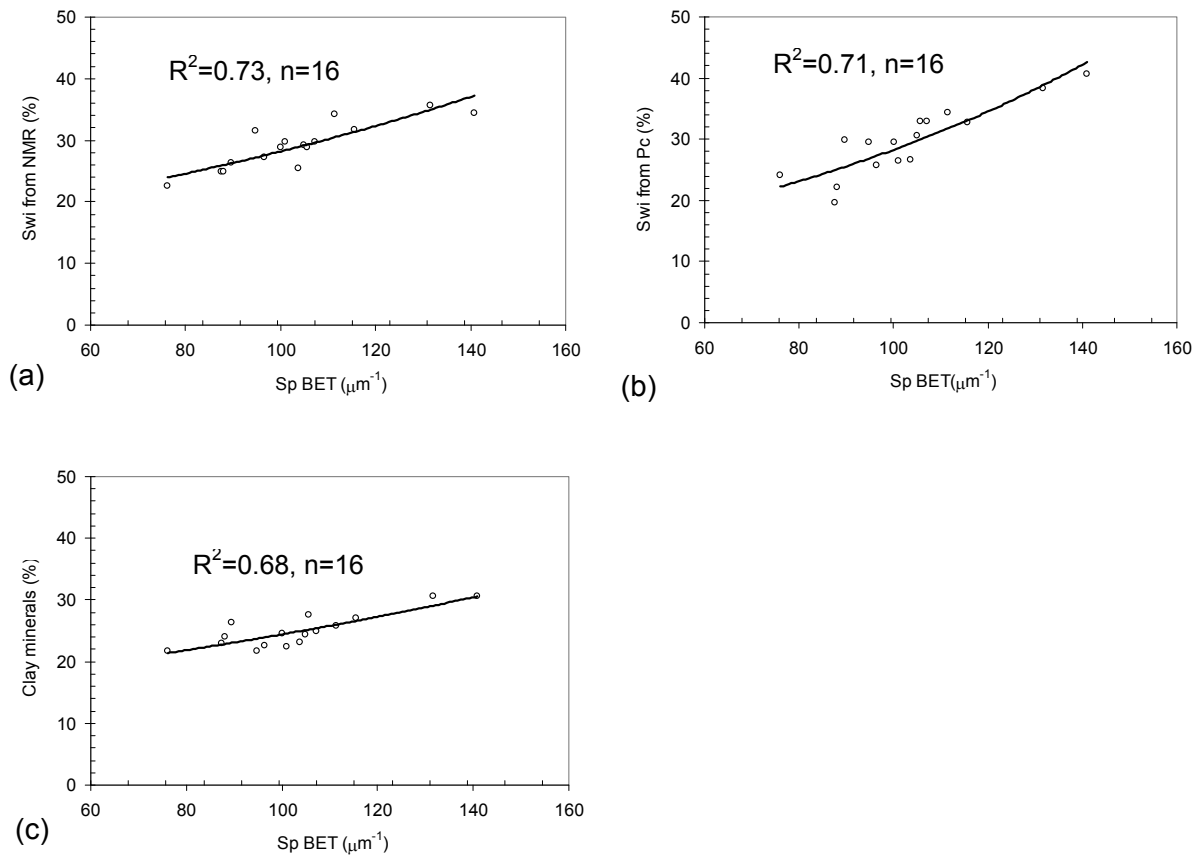 50
40
30
20
10
0
Swi from NMR (%)
R²=0.73, n=16
60 80 100 120 140 160
Sp BET (μm⁻¹)
(a)
50
40
30
20
10
0
Swi from Pc (%)
R²=0.71, n=16
60 80 100 120 140 160
Sp BET(μm⁻¹)
(b)
50
40
30
20
10
0
Clay minerals (%)
R²=0.68, n=16
60 80 100 120 140 160
Sp BET (μm⁻¹)
(c)